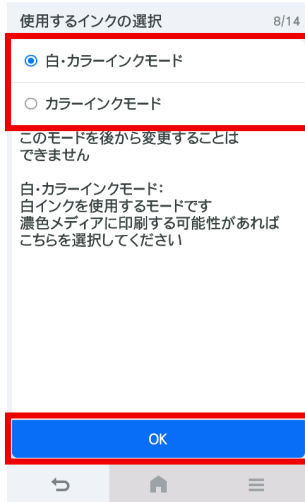 使用するインクの選択 8/14
白・カラーインクモード
カラーインクモード
このモードを後から変更することは
できません
白・カラーインクモード：
白インクを使用するモードです
濃色メディアに印刷する可能性があれば
こちらを選択してください
OK